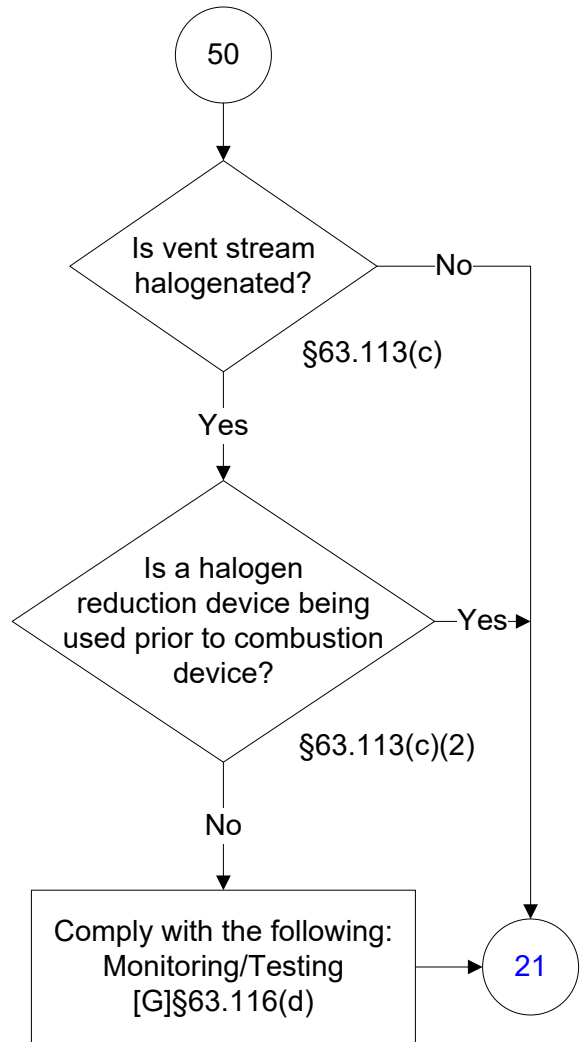 50
Is vent stream
halogenated?
No
§63.113(c)
Yes
Is a halogen
reduction device being
used prior to combustion
device?
Yes
§63.113(c)(2)
No
Comply with the following:
Monitoring/Testing
[G]§63.116(d)
21